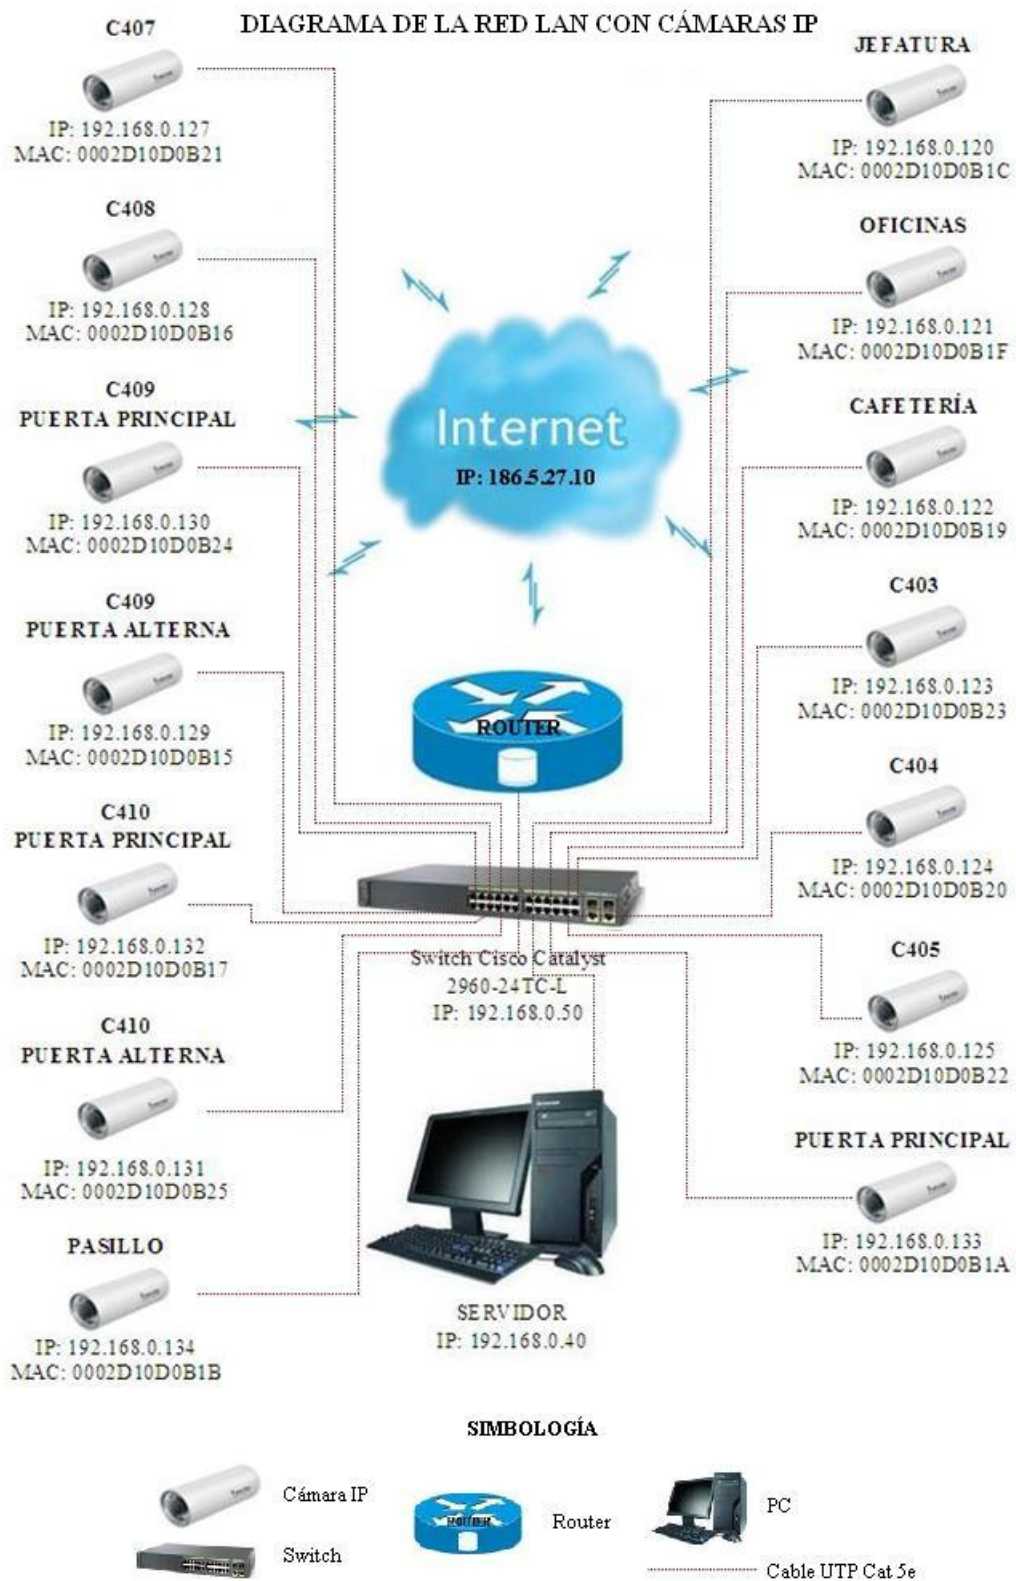 DIAGRAMA DE LA RED LAN CON CÁMARAS IP
C407
IP: 192.168.0.127
MAC: 0002D10D0B21
C408
IP: 192.168.0.128
MAC: 0002D10D0B16
C409
PUERTA PRINCIPAL
IP: 192.168.0.130
MAC: 0002D10D0B24
C409
PUERTA ALTERNA
IP: 192.168.0.129
MAC: 0002D10D0B15
C410
PUERTA PRINCIPAL
IP: 192.168.0.132
MAC: 0002D10D0B17
C410
PUERTA ALTERNA
IP: 192.168.0.131
MAC: 0002D10D0B25
PASILLO
IP: 192.168.0.134
MAC: 0002D10D0B1B
Internet
IP: 186.5.27.10
ROUTER
Switch Cisco Catalyst
2960-24TC-L
IP: 192.168.0.50
SERVIDOR
IP: 192.168.0.40
JEFATURA
IP: 192.168.0.120
MAC: 0002D10D0B1C
OFICINAS
IP: 192.168.0.121
MAC: 0002D10D0B1F
CAFETERÍA
IP: 192.168.0.122
MAC: 0002D10D0B19
C403
IP: 192.168.0.123
MAC: 0002D10D0B23
C404
IP: 192.168.0.124
MAC: 0002D10D0B20
C405
IP: 192.168.0.125
MAC: 0002D10D0B22
PUERTA PRINCIPAL
IP: 192.168.0.133
MAC: 0002D10D0B1A
SIMBOLOGÍA
Cámara IP
Switch
ROUTER
Router
PC
Cable UTP Cat 5e